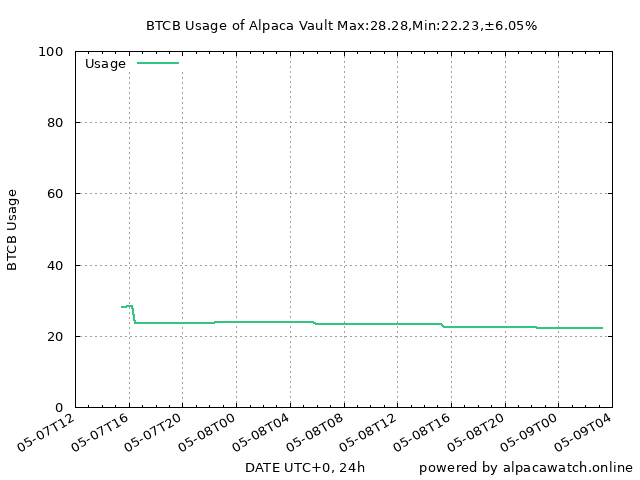 BTCB Usage of Alpaca Vault Max:28.28,Min:22.23,±6.05%
Usage
100
80
60
40
20
0
BTCB Usage
05-07T12
05-07T16
05-07T20
05-08T00
05-08T04
05-08T08
05-08T12
05-08T16
05-08T20
05-09T00
05-09T04
DATE UTC+0, 24h
powered by alpacawatch.online